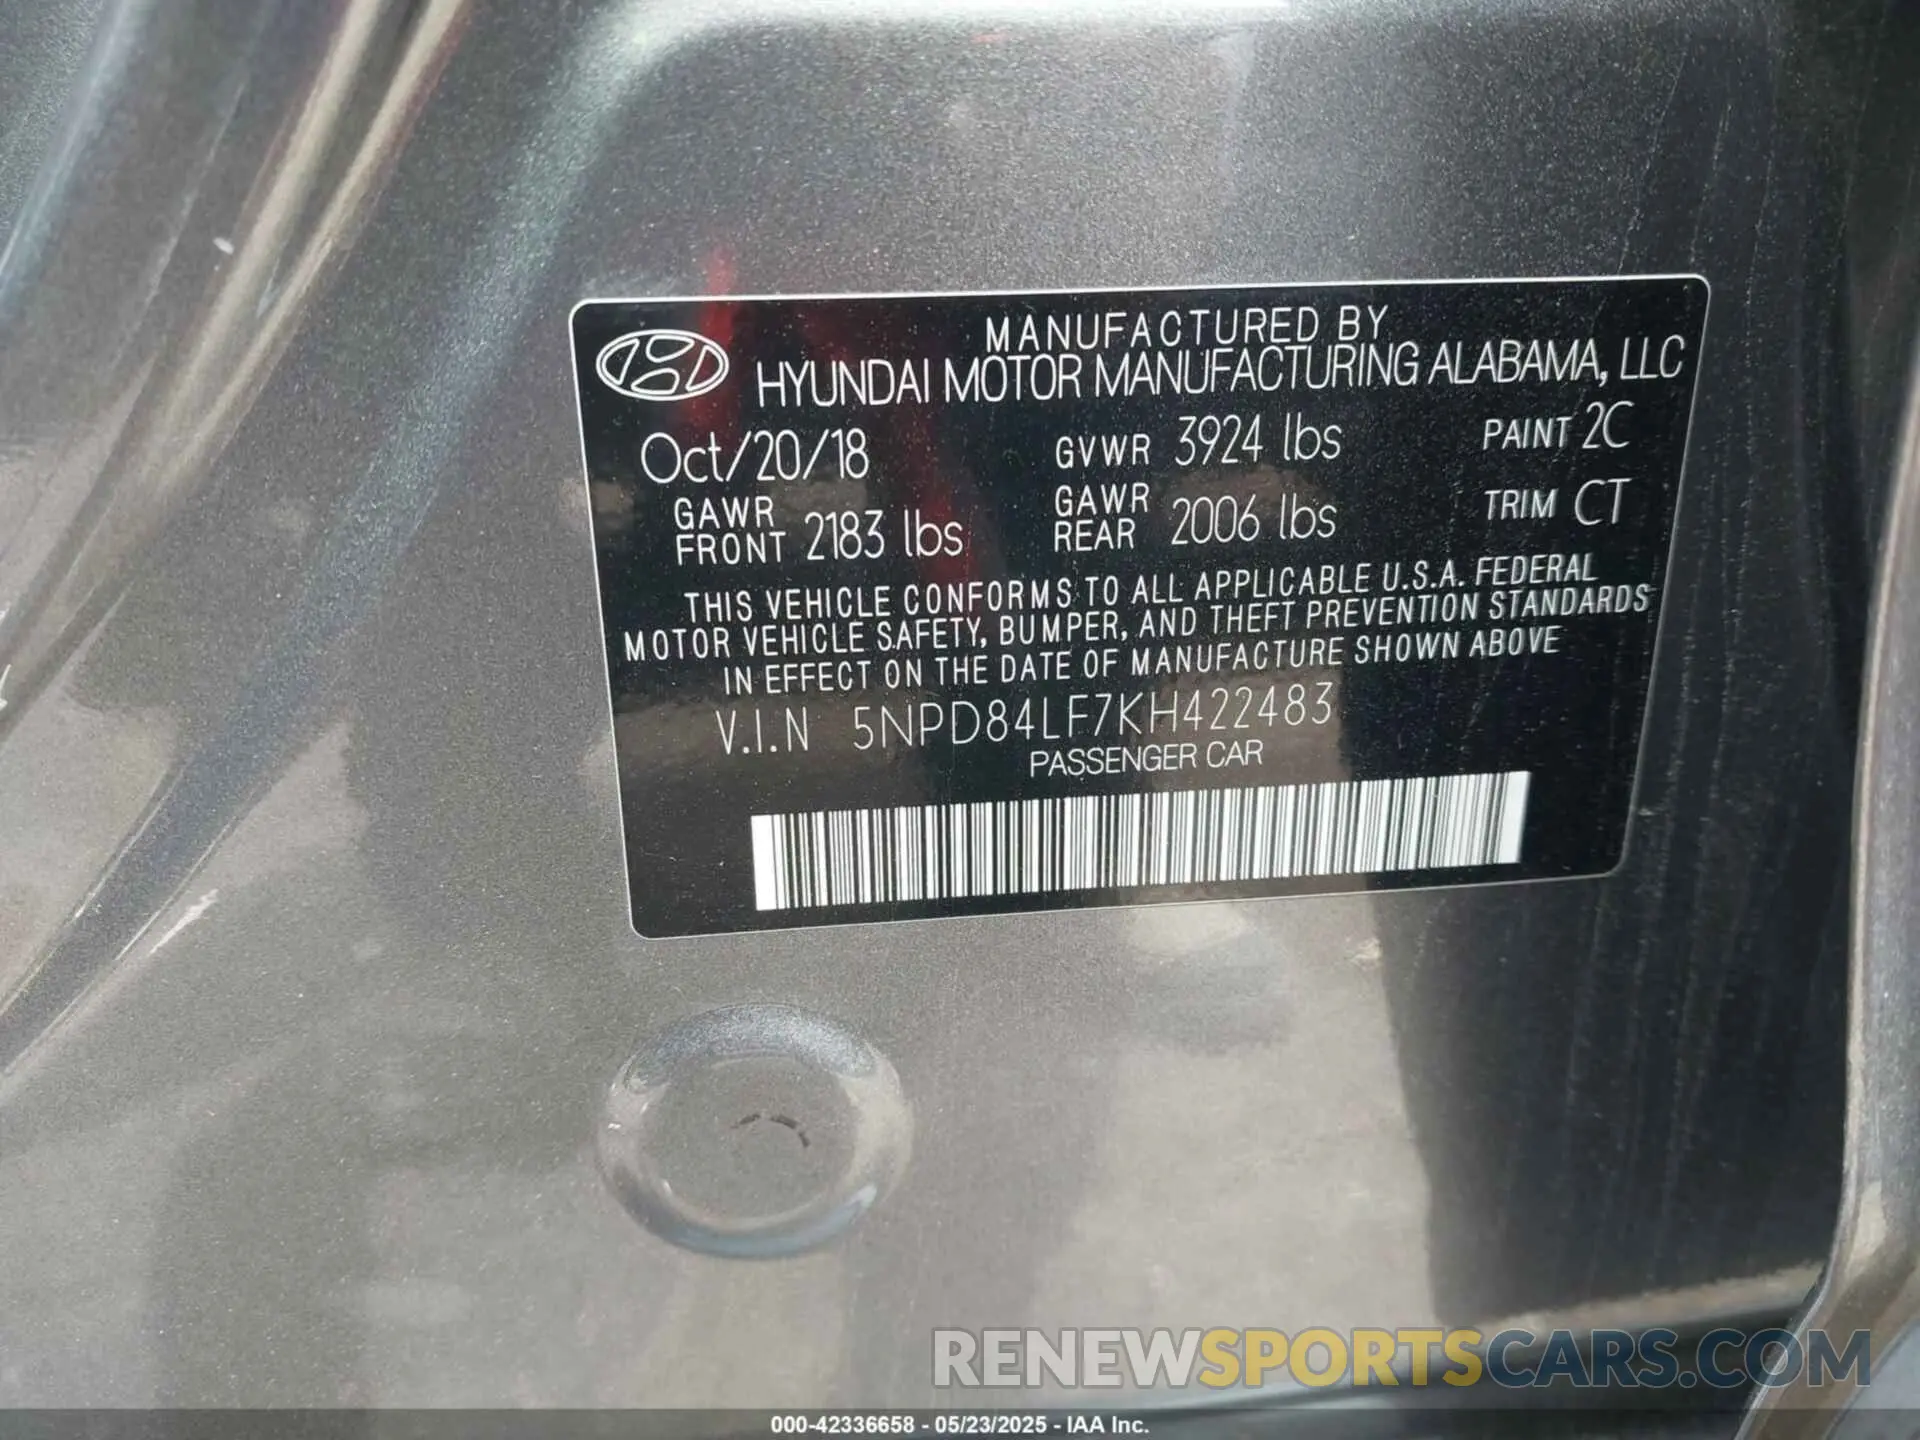 MANUFACTURED BY
HYUNDAI MOTOR MANUFACTURING ALABAMA, LLC
Oct/20/18 GVWR 3924 lbs PAINT 2C
GAWR FRONT 2183 lbs GAWR REAR 2006 lbs TRIM CT
THIS VEHICLE CONFORMS TO ALL APPLICABLE U.S.A. FEDERAL
MOTOR VEHICLE SAFETY, BUMPER, AND THEFT PREVENTION STANDARDS
IN EFFECT ON THE DATE OF MANUFACTURE SHOWN ABOVE
V.I.N 5NPD84LF7KH422483
PASSENGER CAR
RENEWSPORTSCARS.COM
000-42336658 - 05/23/2025 - IAA Inc.